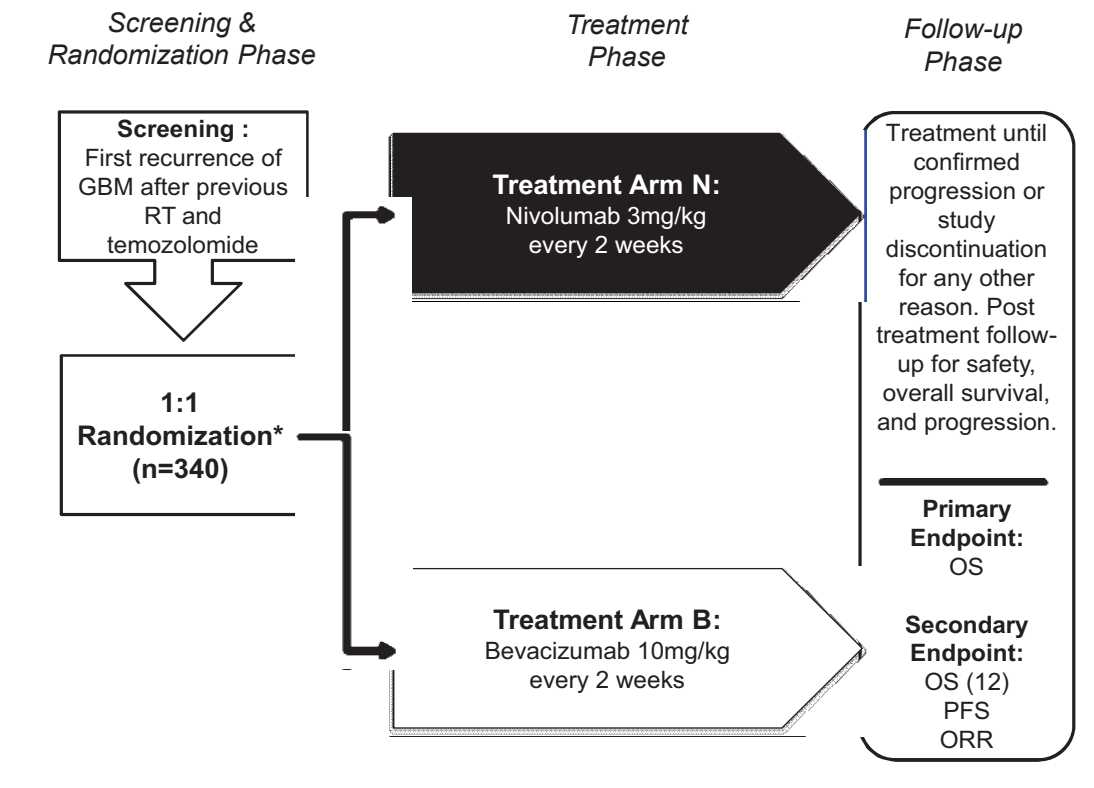 Screening &
Randomization Phase
Treatment
Phase
Follow-up
Phase
Screening :
First recurrence of
GBM after previous
RT and
temozolomide
1:1
Randomization*
(n=340)
Treatment Arm N:
Nivolumab 3mg/kg
every 2 weeks
Treatment Arm B:
Bevacizumab 10mg/kg
every 2 weeks
Treatment until
confirmed
progression or
study
discontinuation
for any other
reason. Post
treatment follow-
up for safety,
overall survival,
and progression.
Primary
Endpoint:
OS
Secondary
Endpoint:
OS (12)
PFS
ORR